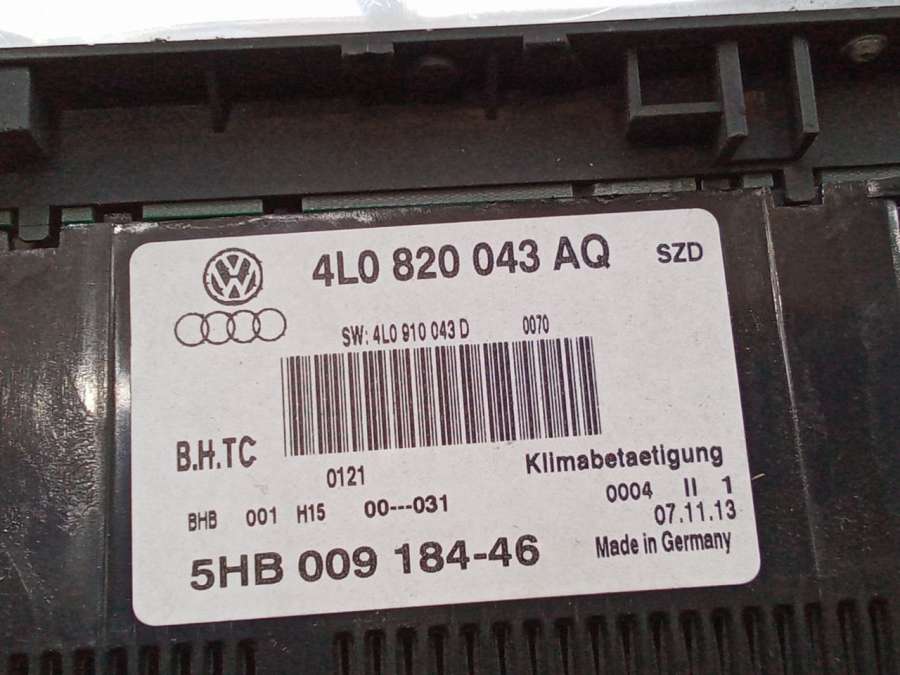 4L0 820 043 AQ SZD
SW: 4L0 910 043 D 0070
B.H.TC
0121
Klimabetaetigung
BHB 001 H15 00---031
0004 II 1
07.11.13
5HB 009 184-46
Made in Germany